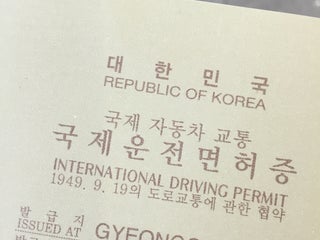 대한민국
REPUBLIC OF KOREA
국제 자동차 교통
국제운전면허증
INTERNATIONAL DRIVING PERMIT
1949. 9. 19의 도로교통에 관한 협약
발급지
ISSUED AT